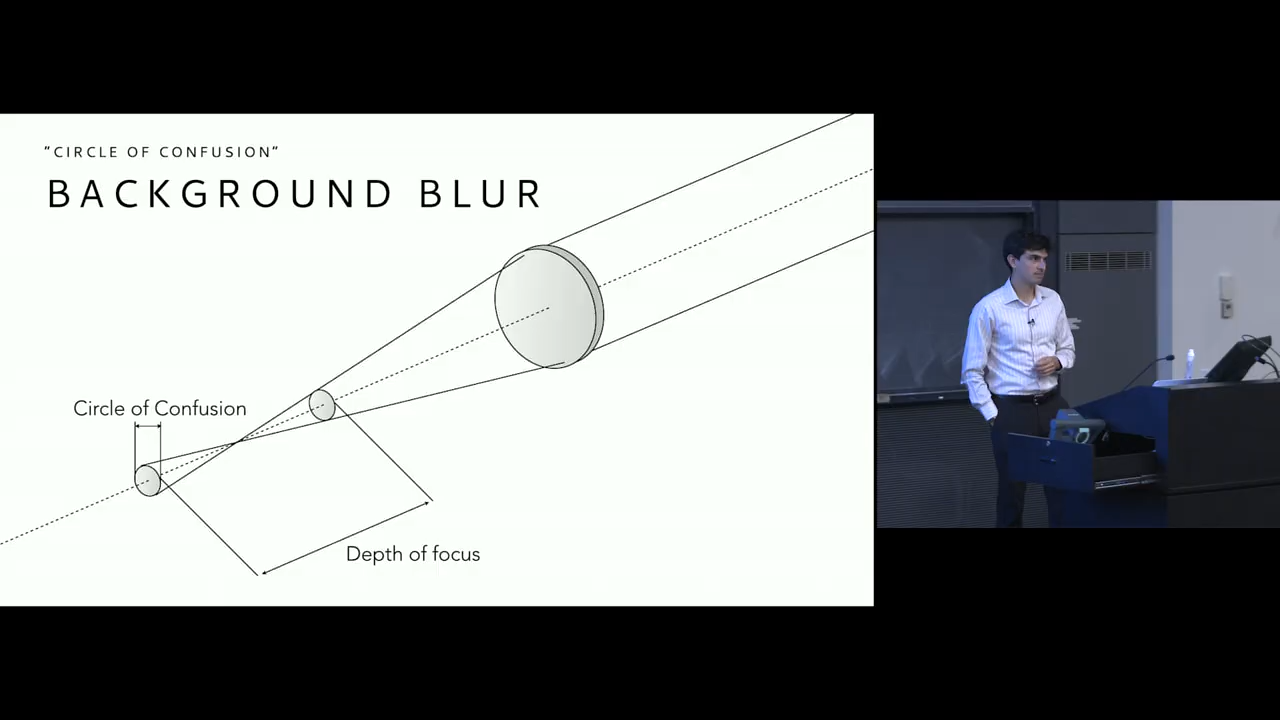 "CIRCLE OF CONFUSION"
BACKGROUND BLUR
Circle of Confusion
Depth of focus